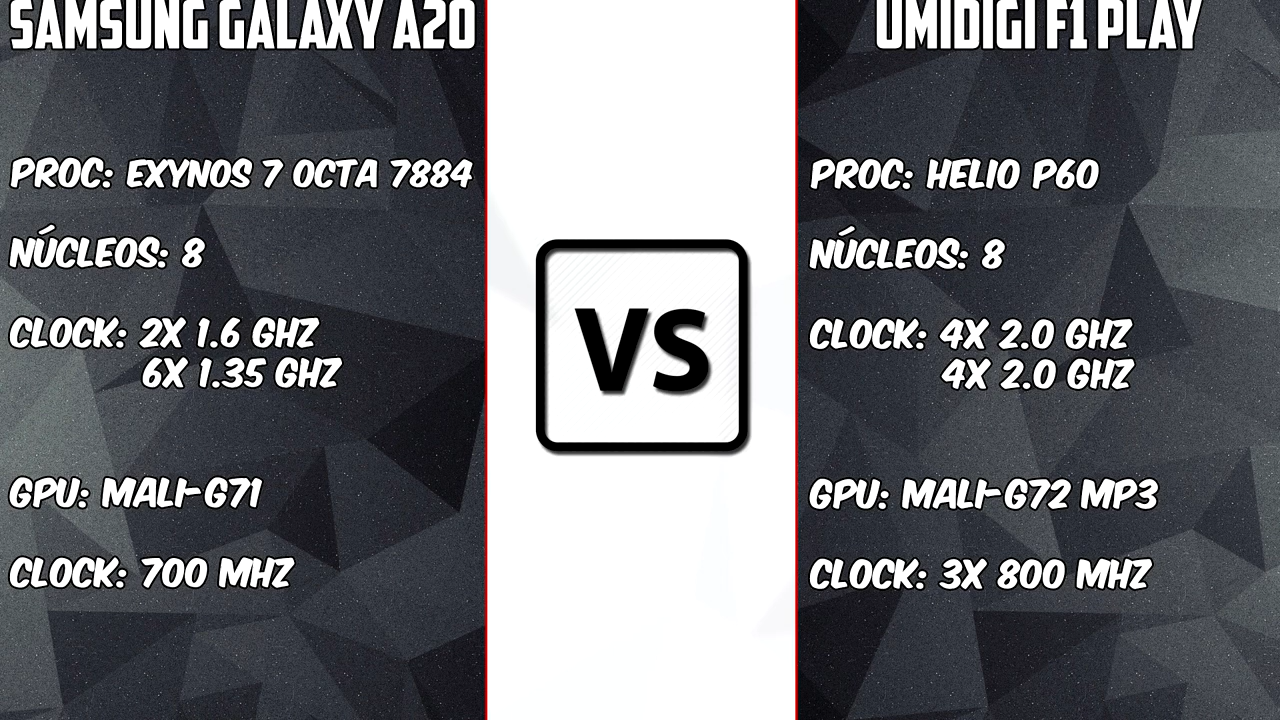 SAMSUNG GALAXY A20
PROC: EXYNOS 7 OCTA 7884
NÚCLEOS: 8
CLOCK: 2X 1.6 GHZ
6X 1.35 GHZ
GPU: MALI-G71
CLOCK: 700 MHZ
VS
UMIDIGI F1 PLAY
PROC: HELIO P60
NÚCLEOS: 8
CLOCK: 4X 2.0 GHZ
4X 2.0 GHZ
GPU: MALI-G72 MP3
CLOCK: 3X 800 MHZ